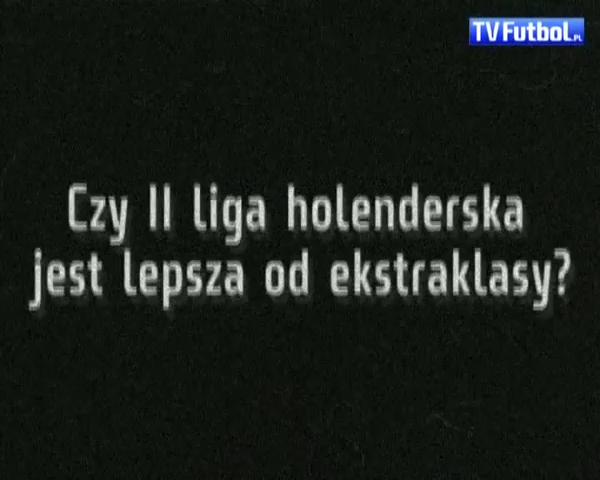 TVFutbol.PL
Czy II liga holenderska
jest lepsza od ekstraklasy?